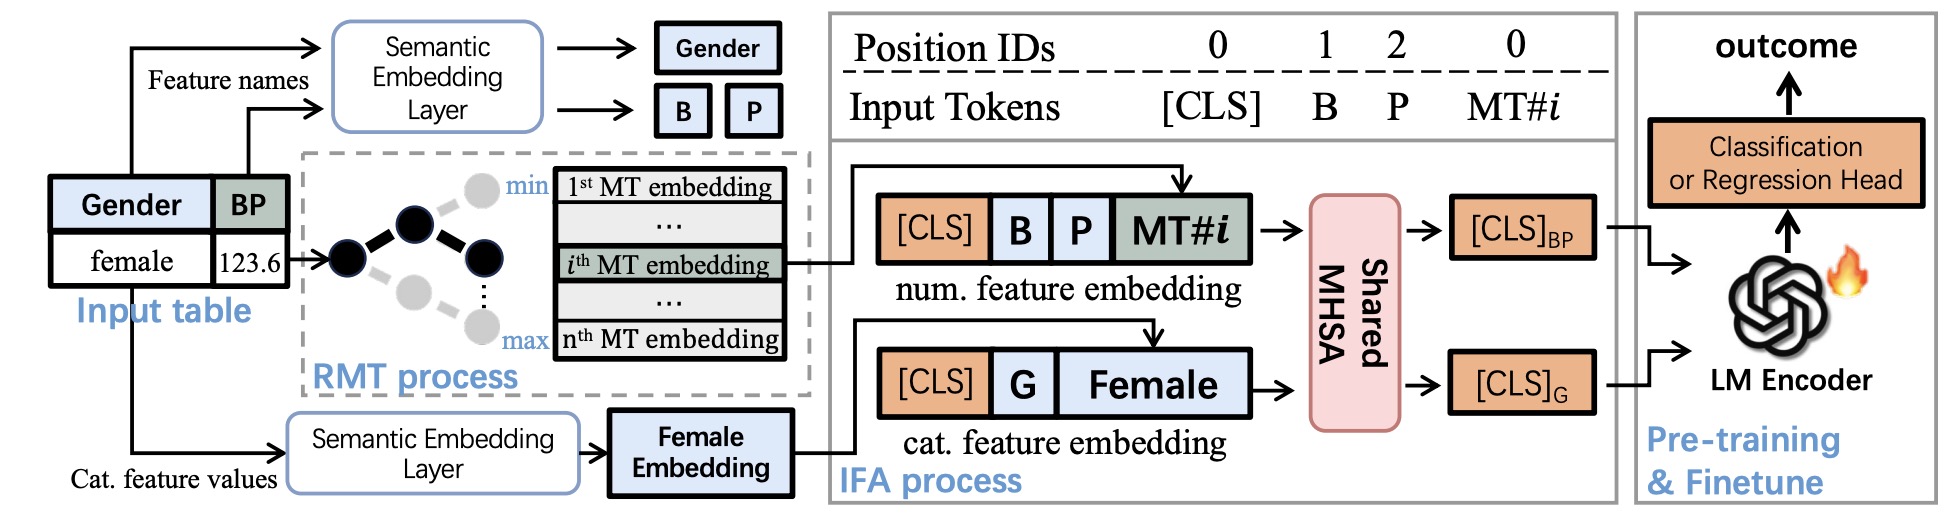 Feature names
Semantic
Embedding
Layer
Gender
B P
Gender BP
female 123.6
Input table
min
max
1st MT embedding
...
ith MT embedding
...
nth MT embedding
RMT process
Cat. feature values
Semantic Embedding
Layer
Female
Embedding
Position IDs 0 1 2 0
Input Tokens [CLS] B P MT#i
[CLS] B P MT#i
num. feature embedding
[CLS] G Female
cat. feature embedding
IFA process
Shared
MHSA
[CLS]BP
[CLS]G
outcome
Classification
or Regression Head
LM Encoder
Pre-training
& Finetune